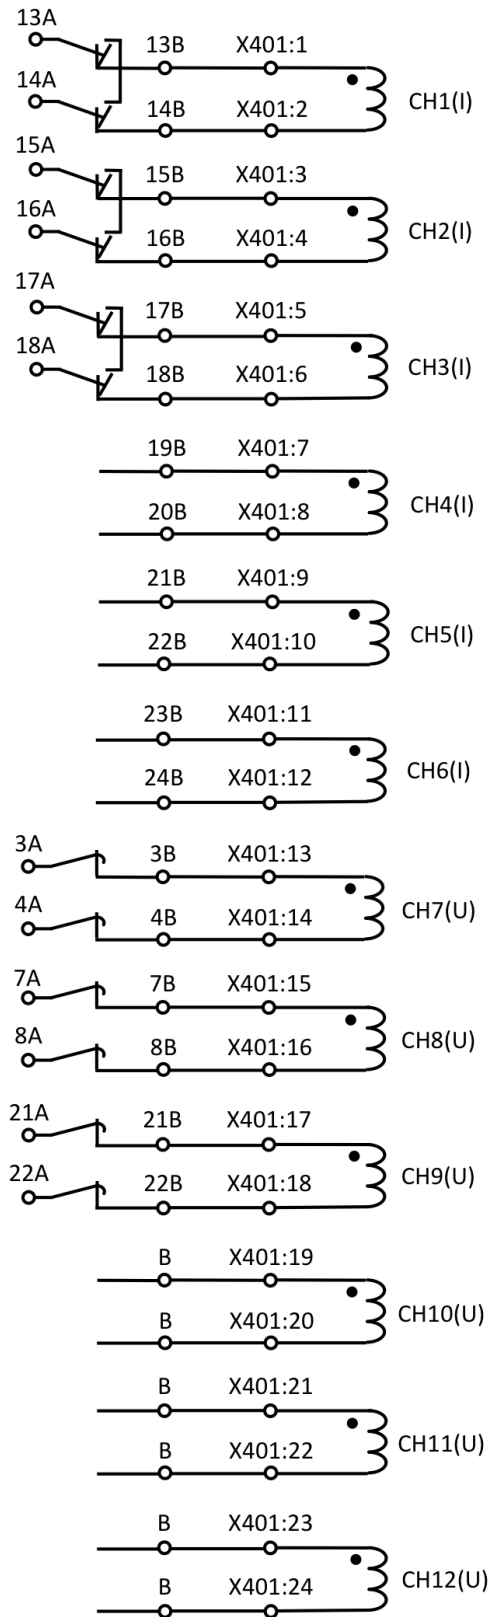 13A
13B X401:1
14A
14B X401:2
CH1(I)
15A
15B X401:3
16A
16B X401:4
CH2(I)
17A
17B X401:5
18A
18B X401:6
CH3(I)
19B X401:7
20B X401:8
CH4(I)
21B X401:9
22B X401:10
CH5(I)
23B X401:11
24B X401:12
CH6(I)
3A
3B X401:13
4A
4B X401:14
CH7(U)
7A
7B X401:15
8A
8B X401:16
CH8(U)
21A
21B X401:17
22A
22B X401:18
CH9(U)
B X401:19
B X401:20
CH10(U)
B X401:21
B X401:22
CH11(U)
B X401:23
B X401:24
CH12(U)